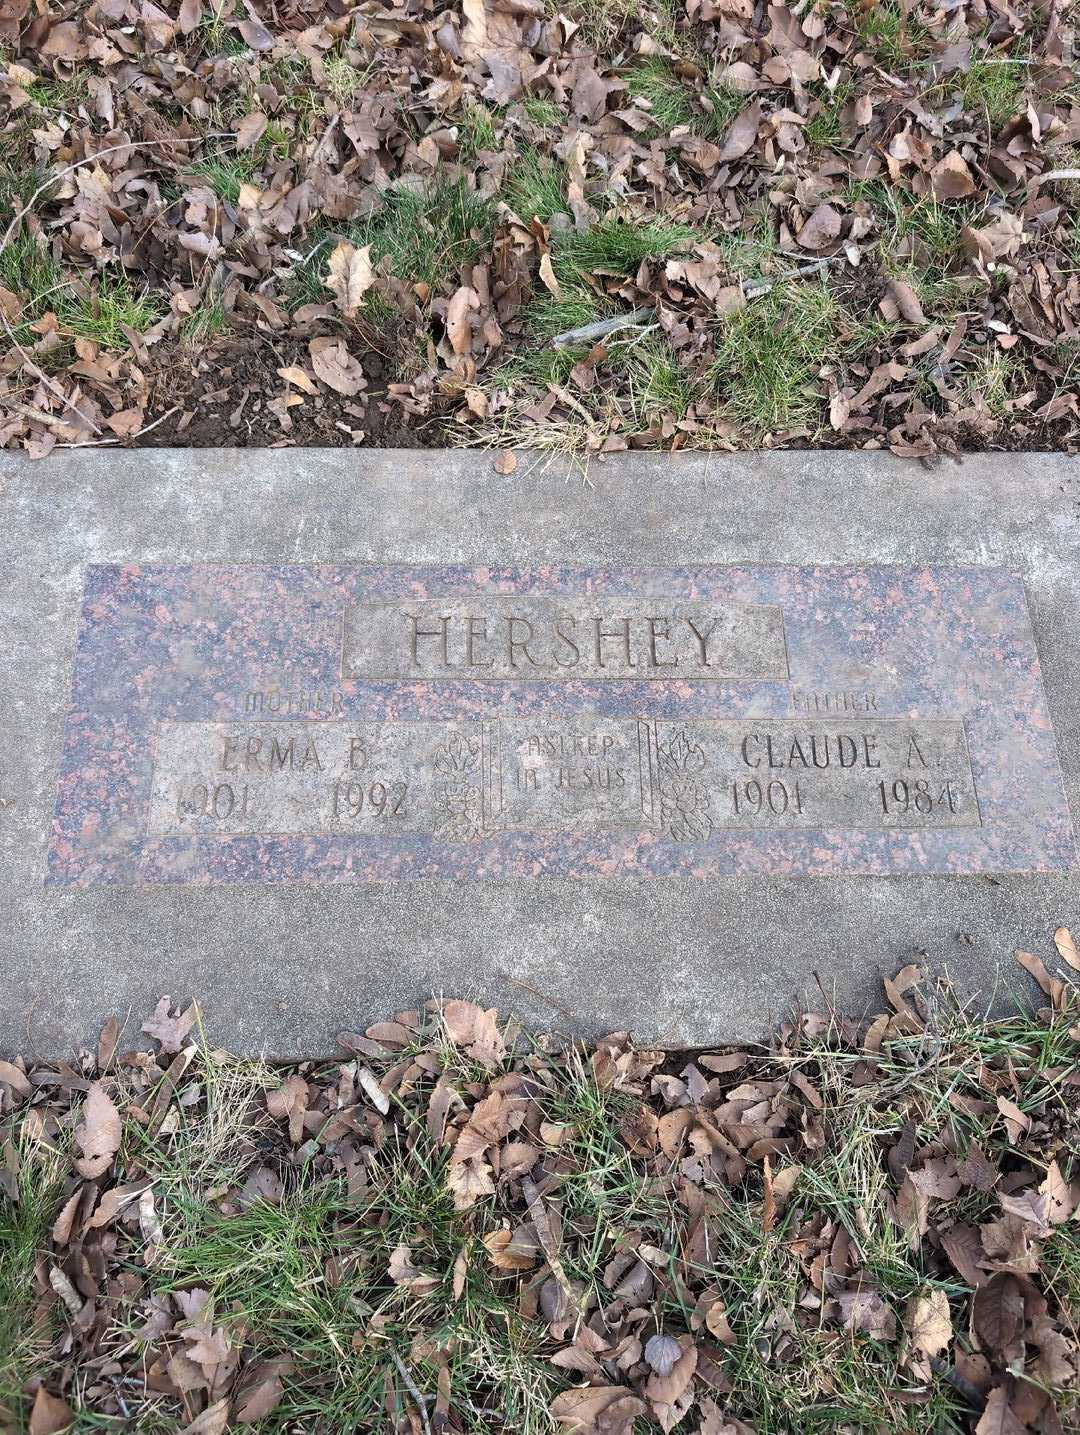 HERSHEY
MOTHER
FATHER
ERMA B.
1901 ~ 1992
ASLEEP
IN JESUS
CLAUDE A.
1901 ~ 1984